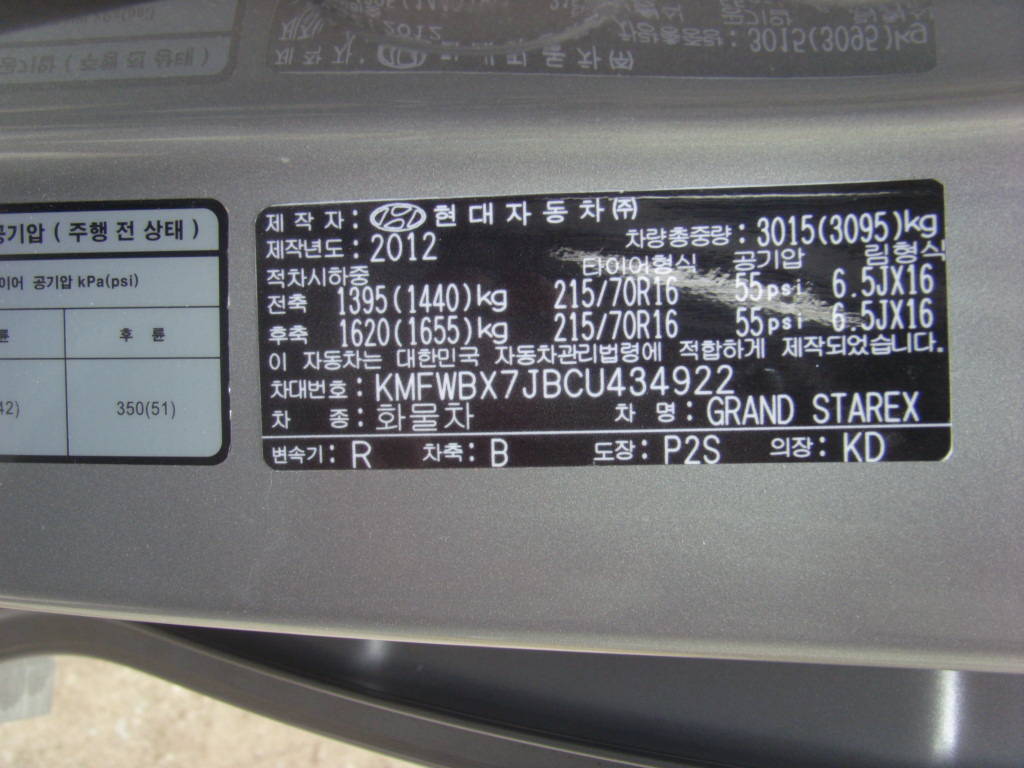 공기압 ( 주행 전 상태 )
이어 공기압 kPa(psi)
후 륜
42)
350(51)
제 작 자 : 현대자동차㈜
제작년도 : 2012
차량총중량 : 3015(3095)kg
적차시하중
타이어형식 공기압 림형식
전축 1395(1440)kg 215/70R16 55psi 6.5JX16
후축 1620(1655)kg 215/70R16 55psi 6.5JX16
이 자동차는 대한민국 자동차관리법령에 적합하게 제작되었습니다.
차대번호 : KMFWBX7JBCU434922
차 종 : 화물차 차 명 : GRAND STAREX
변속기 : R 차축 : B 도장 : P2S 의장 : KD